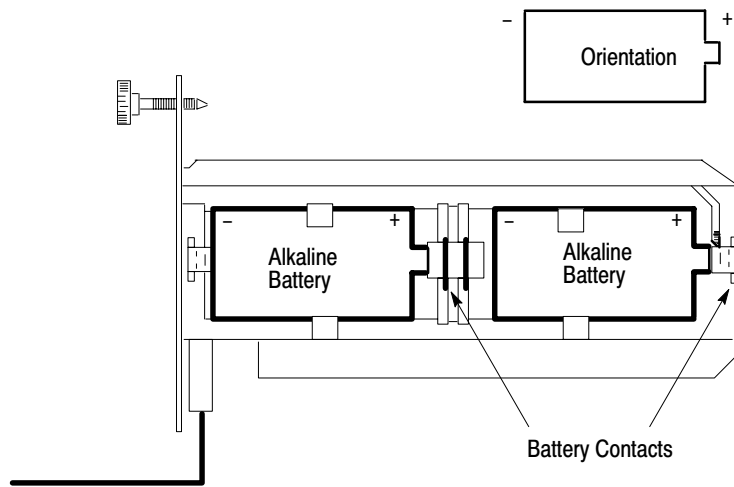 – +
Orientation
– + – +
Alkaline
Battery
Alkaline
Battery
Battery Contacts